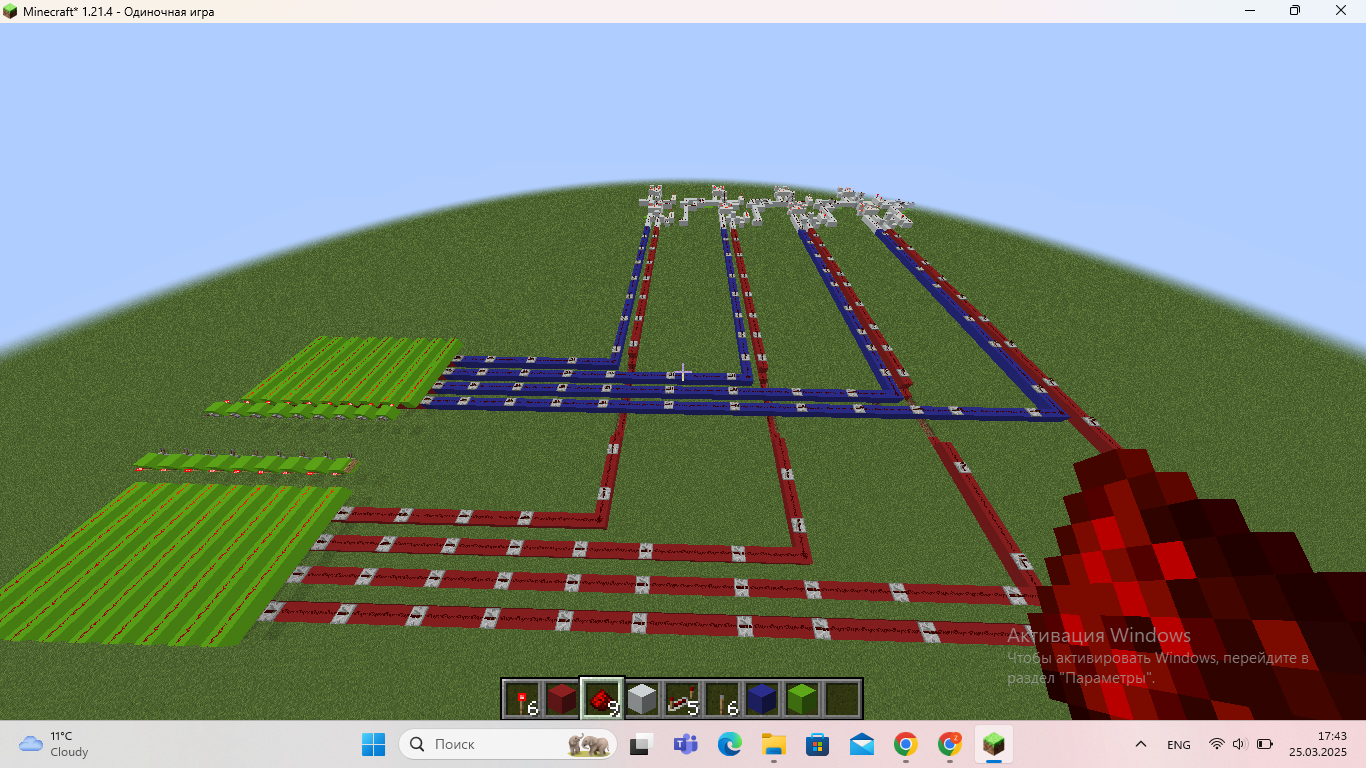 Minecraft* 1.21.4 - Одиночная игра
Активация Windows
Чтобы активировать Windows, перейдите в
раздел "Параметры".
6
9
5
6
11°C
Cloudy
Поиск
2
ENG
17:43
25.03.2025